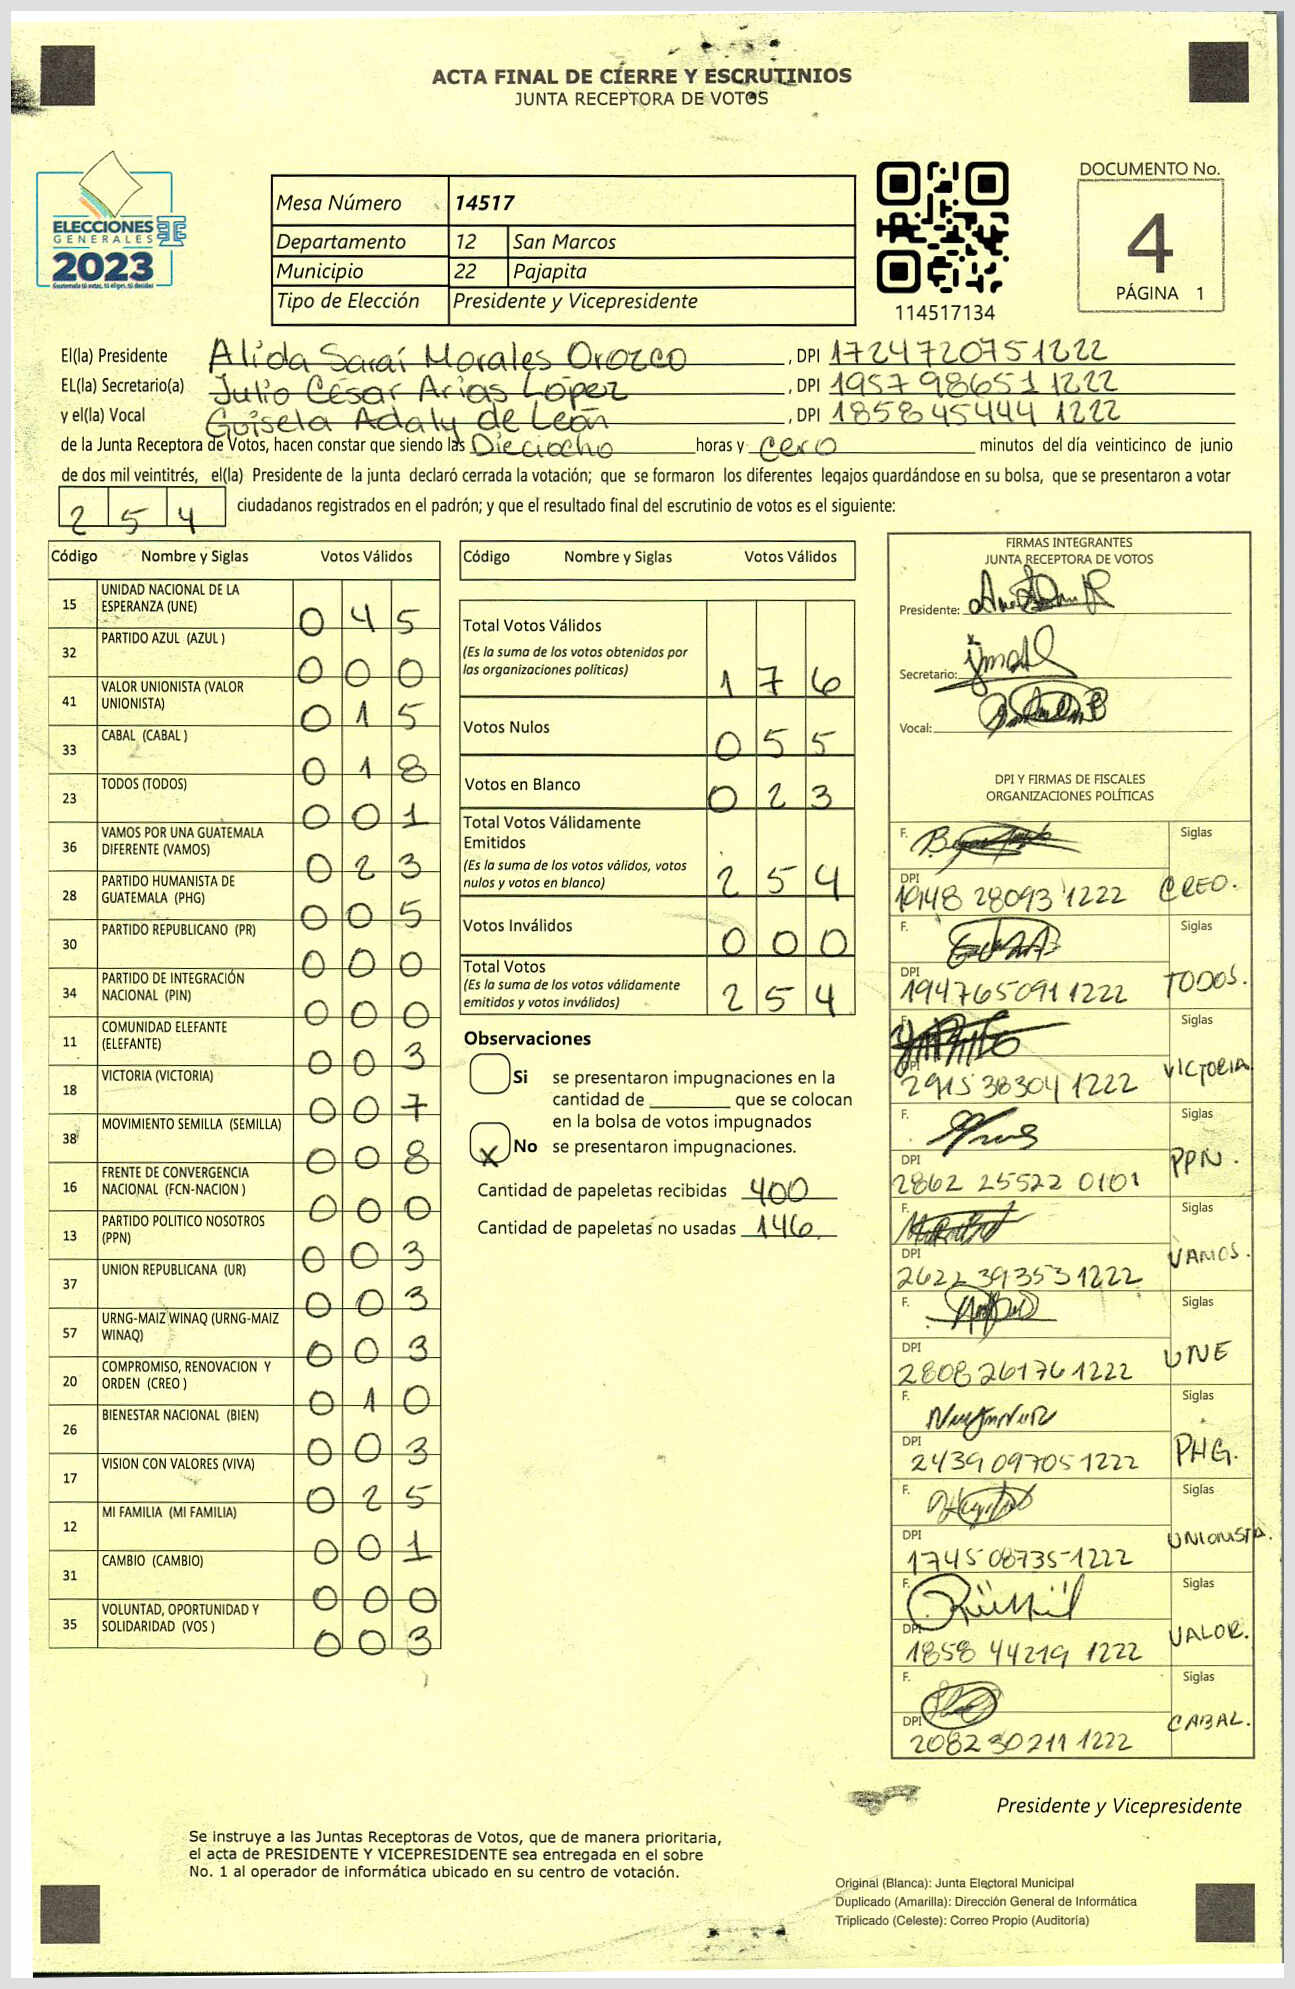 ACTA FINAL DE CIERRE Y ESCRUTINIOS
JUNTA RECEPTORA DE VOTOS
ELECCIONES
GENERALES
2023
Guatemala tú votas, tú eliges, tú decides
Mesa Número 14517
Departamento 12 San Marcos
Municipio 22 Pajapita
Tipo de Elección Presidente y Vicepresidente
114517134
DOCUMENTO No.
4
PÁGINA 1
El(la) Presidente Alida Saraí Morales Orozco , DPI 1724720751222
EL(la) Secretario(a) Julio César Arias López , DPI 1957 98651 1222
y el(la) Vocal Guisela Adaly de León , DPI 1858 45444 1222
de la Junta Receptora de Votos, hacen constar que siendo las Dieciocho horas y cero minutos del día veinticinco de junio
de dos mil veintitrés, el(la) Presidente de la junta declaró cerrada la votación; que se formaron los diferentes legajos guardándose en su bolsa, que se presentaron a votar
2 5 4 ciudadanos registrados en el padrón; y que el resultado final del escrutinio de votos es el siguiente:
Código Nombre y Siglas Votos Válidos
15 UNIDAD NACIONAL DE LA ESPERANZA (UNE) 0 4 5
32 PARTIDO AZUL (AZUL ) 0 0 0
41 VALOR UNIONISTA (VALOR UNIONISTA) 0 1 5
33 CABAL (CABAL ) 0 1 8
23 TODOS (TODOS) 0 0 1
36 VAMOS POR UNA GUATEMALA DIFERENTE (VAMOS) 0 2 3
28 PARTIDO HUMANISTA DE GUATEMALA (PHG) 0 0 5
30 PARTIDO REPUBLICANO (PR) 0 0 0
34 PARTIDO DE INTEGRACIÓN NACIONAL (PIN) 0 0 0
11 COMUNIDAD ELEFANTE (ELEFANTE) 0 0 3
18 VICTORIA (VICTORIA) 0 0 7
38 MOVIMIENTO SEMILLA (SEMILLA) 0 0 8
16 FRENTE DE CONVERGENCIA NACIONAL (FCN-NACION ) 0 0 0
13 PARTIDO POLITICO NOSOTROS (PPN) 0 0 3
37 UNION REPUBLICANA (UR) 0 0 3
57 URNG-MAIZ WINAQ (URNG-MAIZ WINAQ) 0 0 3
20 COMPROMISO, RENOVACION Y ORDEN (CREO ) 0 1 0
26 BIENESTAR NACIONAL (BIEN) 0 0 3
17 VISION CON VALORES (VIVA) 0 2 5
12 MI FAMILIA (MI FAMILIA) 0 0 1
31 CAMBIO (CAMBIO) 0 0 0
35 VOLUNTAD, OPORTUNIDAD Y SOLIDARIDAD (VOS ) 0 0 3
Código Nombre y Siglas Votos Válidos
Total Votos Válidos
(Es la suma de los votos obtenidos por
las organizaciones políticas) 1 7 6
Votos Nulos 0 5 5
Votos en Blanco 0 2 3
Total Votos Válidamente
Emitidos
(Es la suma de los votos válidos, votos
nulos y votos en blanco) 2 5 4
Votos Inválidos 0 0 0
Total Votos
(Es la suma de los votos válidamente
emitidos y votos inválidos) 2 5 4
Observaciones
Si se presentaron impugnaciones en la
cantidad de ________ que se colocan
en la bolsa de votos impugnados
X No se presentaron impugnaciones.
Cantidad de papeletas recibidas 400
Cantidad de papeletas no usadas 146
FIRMAS INTEGRANTES
JUNTA RECEPTORA DE VOTOS
Presidente:
Secretario:
Vocal:
DPI Y FIRMAS DE FISCALES
ORGANIZACIONES POLÍTICAS
F. Siglas
DPI 1948 28093 1222 CREO.
F. Siglas
DPI 1947650911222 TODOS.
F. Siglas
DPI 2915 38304 1222 VICTORIA
F. Siglas
DPI 2862 25522 0101 PPN.
F. Siglas
DPI 2622 39353 1222 VAMOS.
F. Siglas
DPI 2808 26176 1222 UNE
F. Siglas
DPI 2439 09705 1222 PHG.
F. Siglas
DPI 1745 08735 1222 UNIONISTA.
F. Siglas
DPI 1858 44219 1222 VALOR.
F. Siglas
DPI 2082 30211 1222 CABAL.
Presidente y Vicepresidente
Se instruye a las Juntas Receptoras de Votos, que de manera prioritaria,
el acta de PRESIDENTE Y VICEPRESIDENTE sea entregada en el sobre
No. 1 al operador de informática ubicado en su centro de votación.
Original (Blanca): Junta Electoral Municipal
Duplicado (Amarilla): Dirección General de Informática
Triplicado (Celeste): Correo Propio (Auditoría)